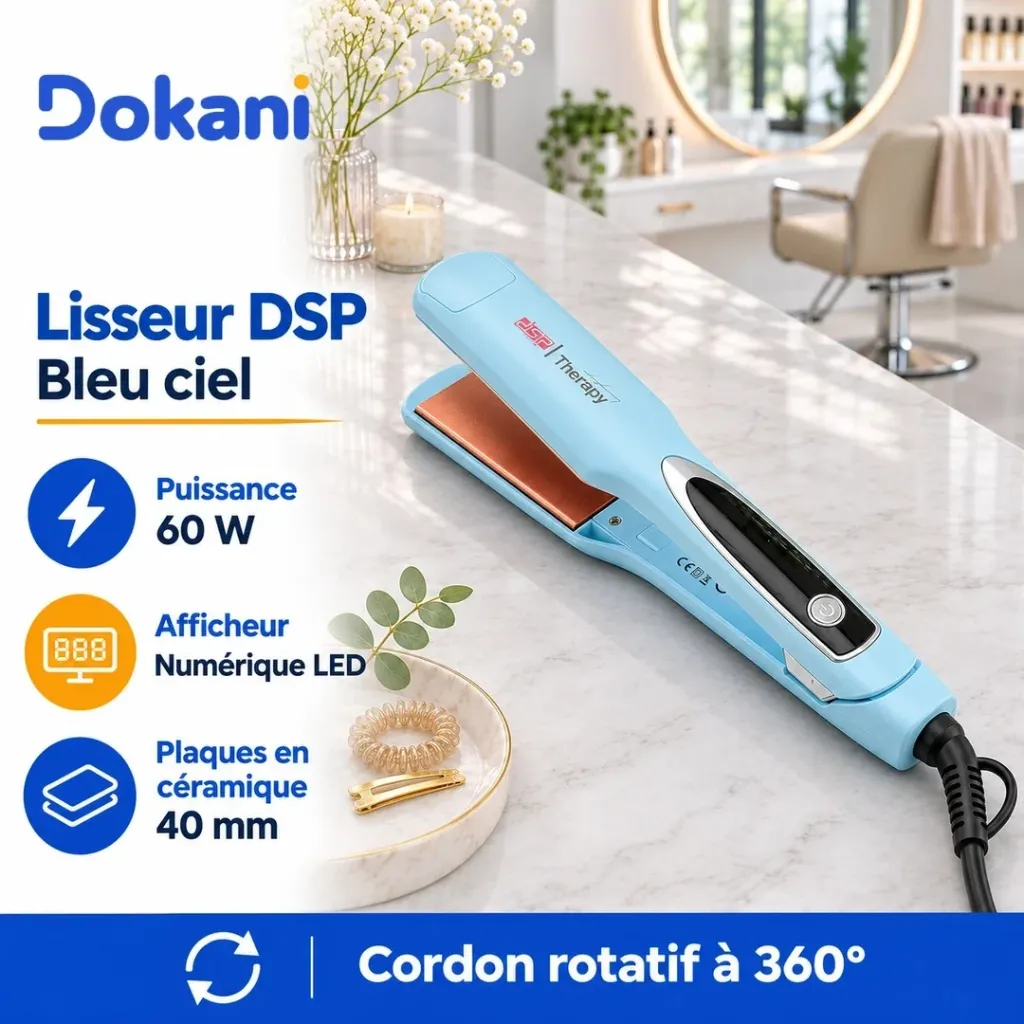 Dokani
Lisseur DSP
Bleu ciel
Puissance
60 W
888
Afficheur
Numérique LED
Plaques en
céramique
40 mm
dsp | Therapy
CE
Cordon rotatif à 360°